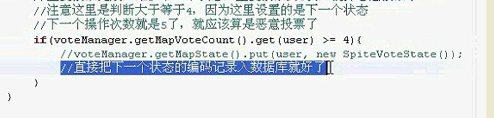 //注意这里是判断大于等于4，因为这里设置的是下一个状态
//下一个操作次数就是5了，就应该算是恶意投票了
if(voteManager.getMapVoteCount().get(user) >= 4){
//voteManager.getMapState().put(user, new SpiteVoteState());
//直接把下一个状态的编码记录入数据库就好了
}
}